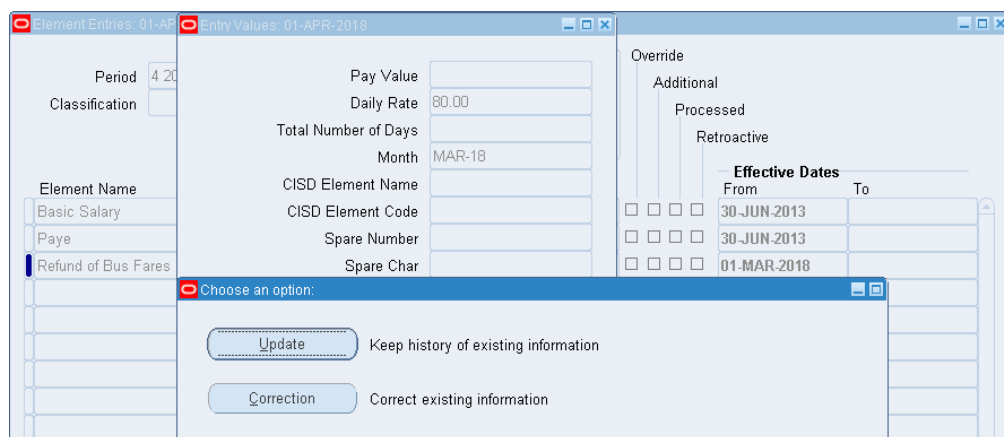 Element Entries: 01-AP
Entry Values: 01-APR-2018
Period 4 20
Classification
Pay Value
Daily Rate 80.00
Total Number of Days
Month MAR-18
CISD Element Name
CISD Element Code
Spare Number
Spare Char
Override
Additional
Processed
Retroactive
Effective Dates
Element Name From To
Basic Salary 30-JUN-2013
Paye 30-JUN-2013
Refund of Bus Fares 01-MAR-2018
Choose an option:
Update Keep history of existing information
Correction Correct existing information